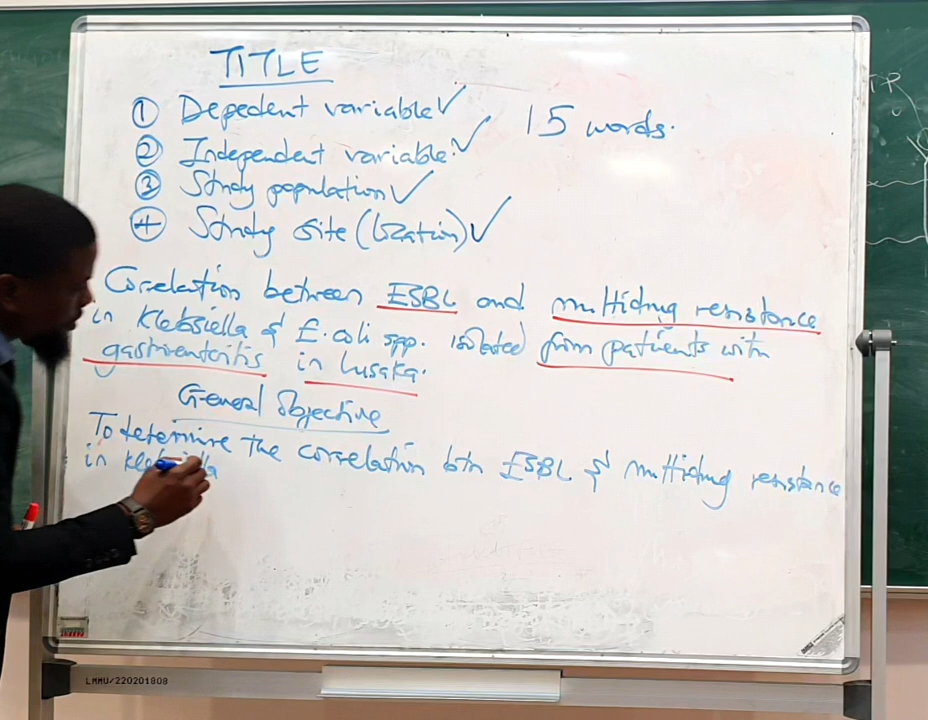 TITLE
① Depedent variable ✓
15 words.
② Independent variable. ✓
③ Study population ✓
④ Study site (location) ✓
Correlation between ESBL and multidrug resistance
in Klebsiella & E. coli spp. isolated from patients with
gastroenteritis in Lusaka.
General Objective
To determine the correlation btn ESBL & multidrug resistance
in Klebsiella
LMMU/220201808